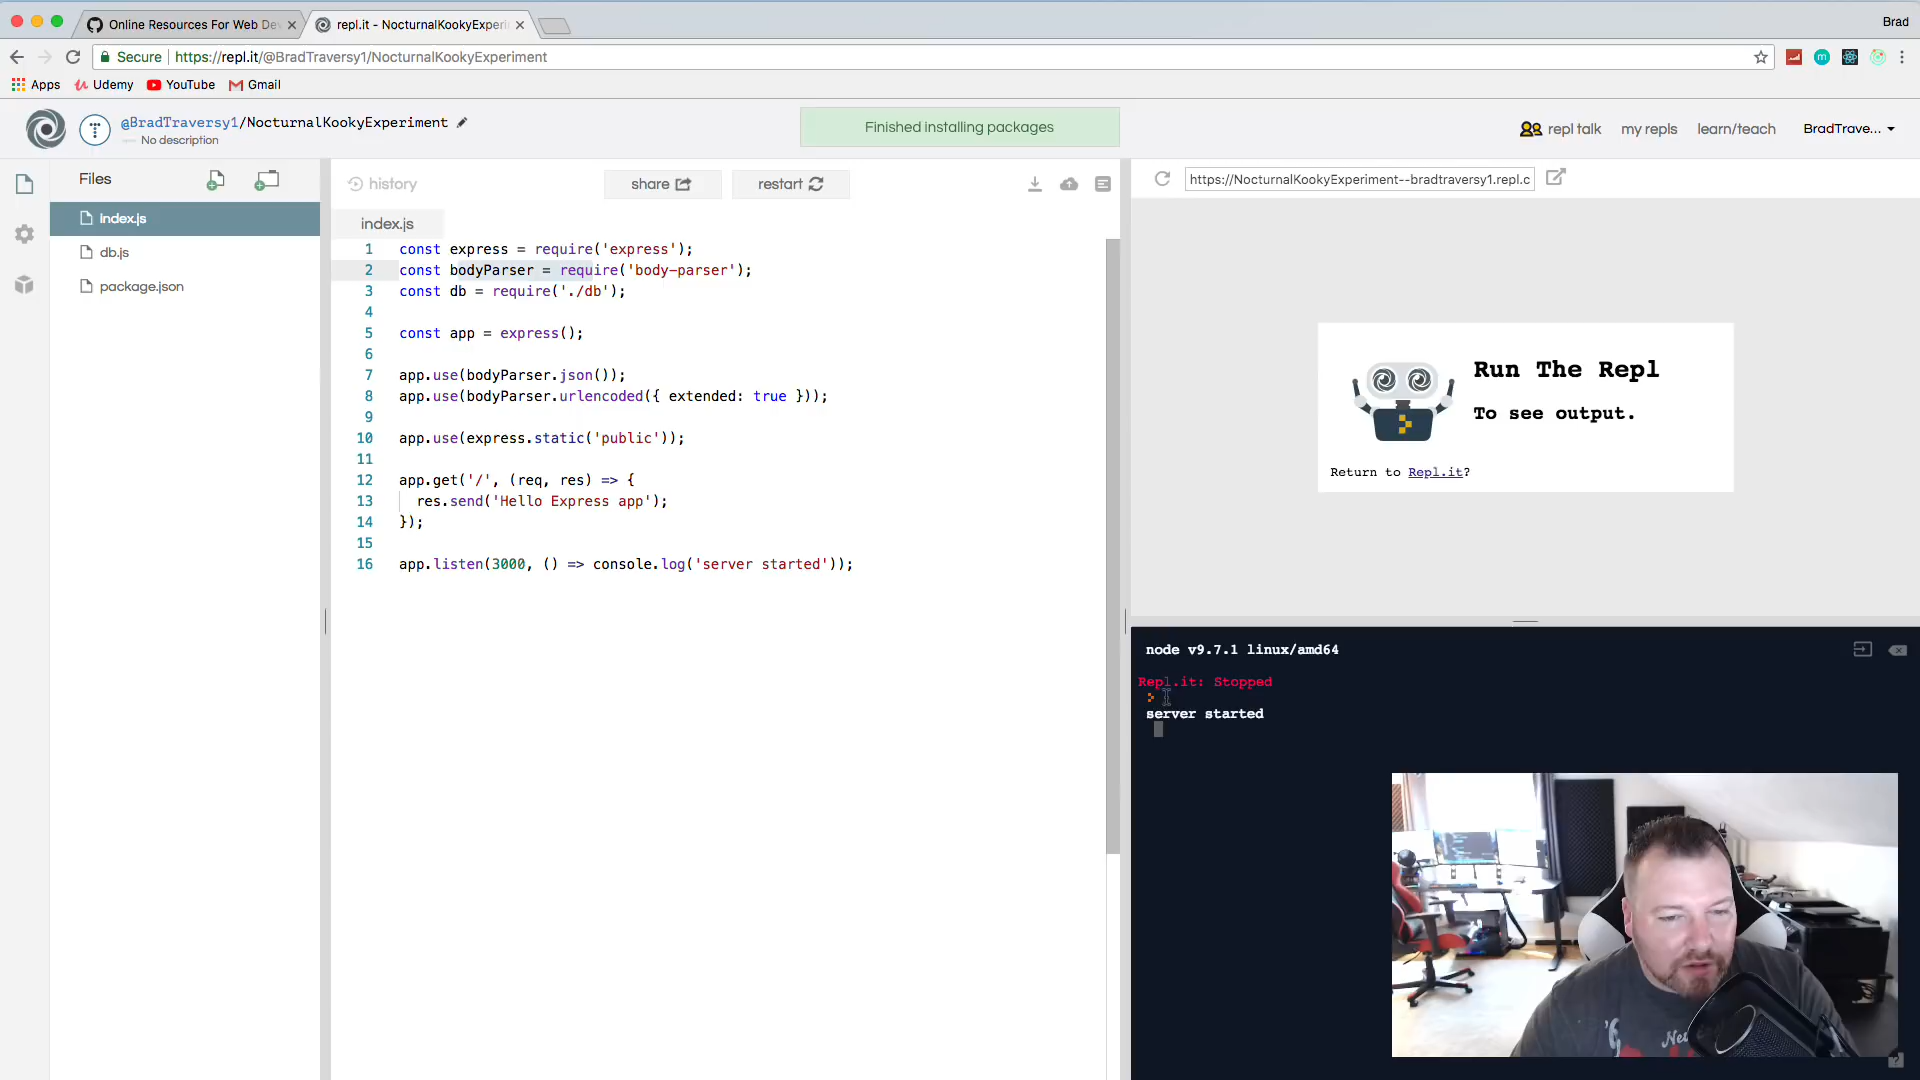 Online Resources For Web De
repl.it - NocturnalKookyExperi
Brad
Secure
https://repl.it/@BradTraversy1/NocturnalKookyExperiment
Apps
Udemy
YouTube
Gmail
@BradTraversy1/NocturnalKookyExperiment
No description
Finished installing packages
repl talk
my repls
learn/teach
BradTrave...
Files
index.js
db.js
package.json
history
share
restart
https://NocturnalKookyExperiment--bradtraversy1.repl.c
index.js
1 const express = require('express');
2 const bodyParser = require('body-parser');
3 const db = require('./db');
4
5 const app = express();
6
7 app.use(bodyParser.json());
8 app.use(bodyParser.urlencoded({ extended: true }));
9
10 app.use(express.static('public'));
11
12 app.get('/', (req, res) => {
13 res.send('Hello Express app');
14 });
15
16 app.listen(3000, () => console.log('server started'));
Run The Repl
To see output.
Return to Repl.it?
node v9.7.1 linux/amd64
Repl.it: Stopped
>
server started